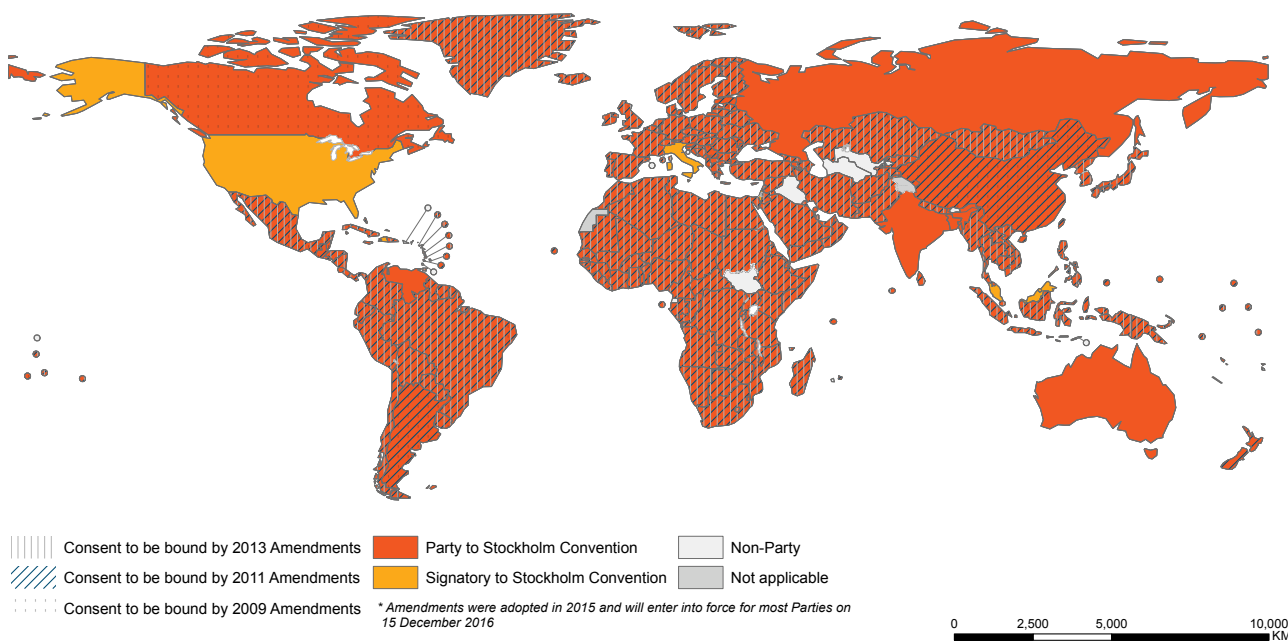 Consent to be bound by 2013 Amendments
Party to Stockholm Convention
Non-Party
Consent to be bound by 2011 Amendments
Signatory to Stockholm Convention
Not applicable
Consent to be bound by 2009 Amendments
* Amendments were adopted in 2015 and will enter into force for most Parties on
15 December 2016
0 2,500 5,000 10,000
KM